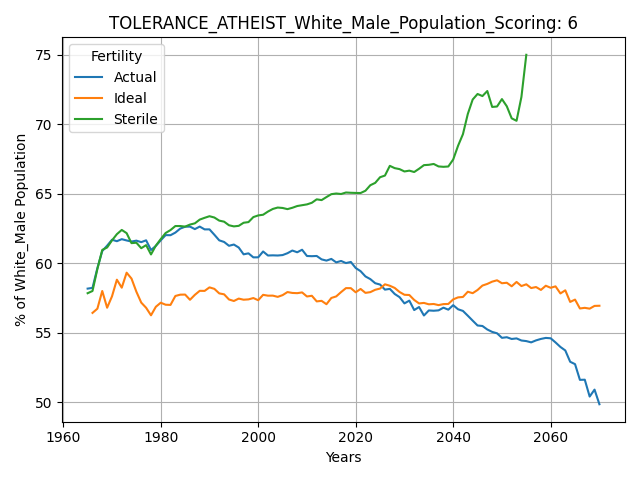 TOLERANCE_ATHEIST_White_Male_Population_Scoring: 6
Fertility
Actual
Ideal
Sterile
% of White_Male Population
75
70
65
60
55
50
1960
1980
2000
2020
2040
2060
Years